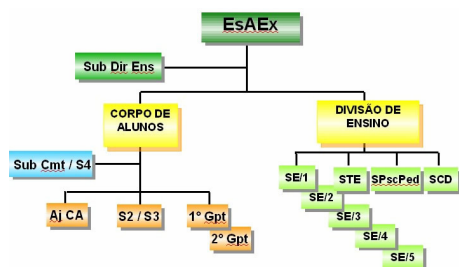 EsAEx
Sub Dir Ens
CORPO DE
ALUNOS
DIVISÃO DE
ENSINO
Sub Cmt / S4
SE/1
STE
SPscPed
SCD
SE/2
Aj CA
S2 / S3
1º Gpt
SE/3
2º Gpt
SE/4
SE/5